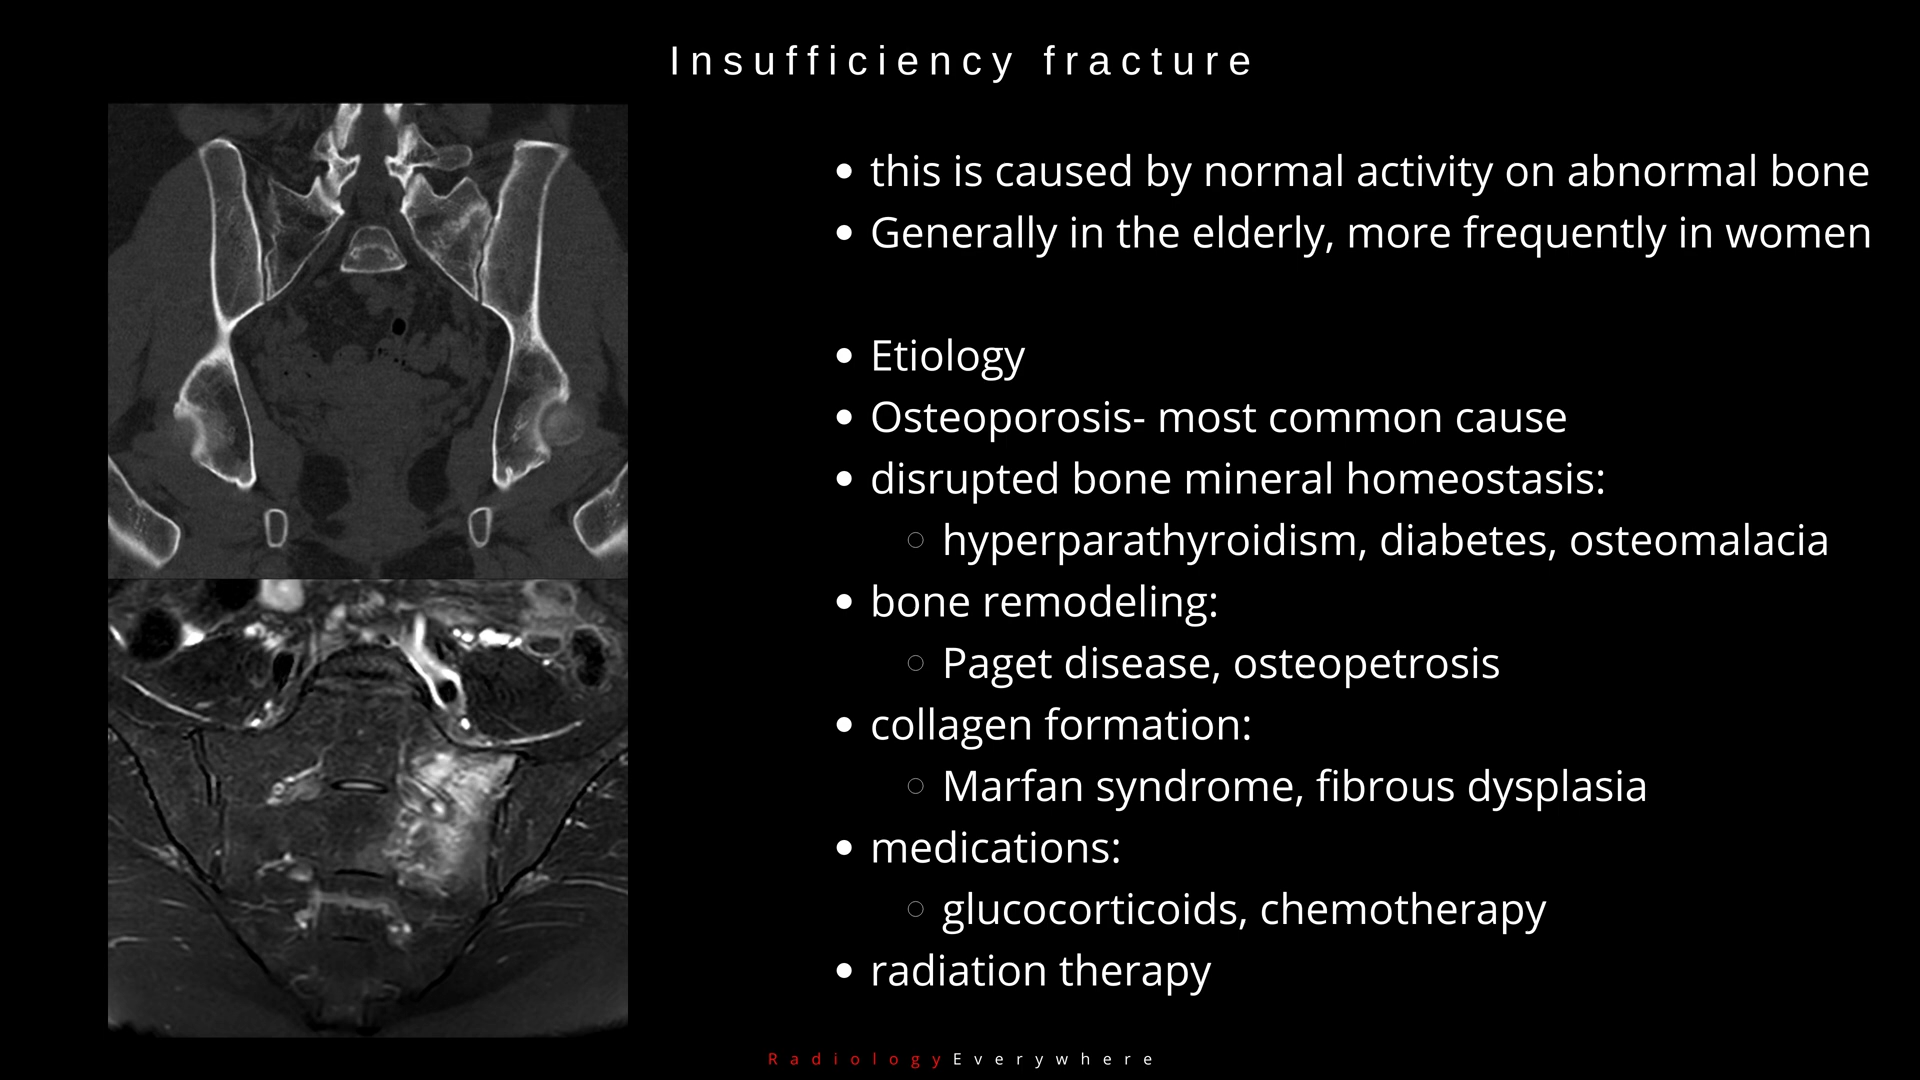 Insufficiency fracture
• this is caused by normal activity on abnormal bone
• Generally in the elderly, more frequently in women
• Etiology
• Osteoporosis- most common cause
• disrupted bone mineral homeostasis:
○ hyperparathyroidism, diabetes, osteomalacia
• bone remodeling:
○ Paget disease, osteopetrosis
• collagen formation:
○ Marfan syndrome, fibrous dysplasia
• medications:
○ glucocorticoids, chemotherapy
• radiation therapy
RadiologyEverywhere